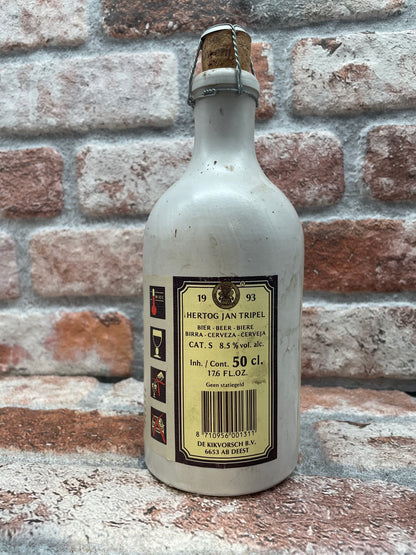 19 93
HERTOG JAN TRIPEL
BIER - BEER - BIERE
BIRRA - CERVEZA - CERVEJA
CAT. S 8.5 % vol. alc.
Inh./Cont. 50 cl.
17.6 FL.OZ.
Geen statiegeld
8 710956 001311
DE KIKVORSCH B.V.
6653 AB DEEST